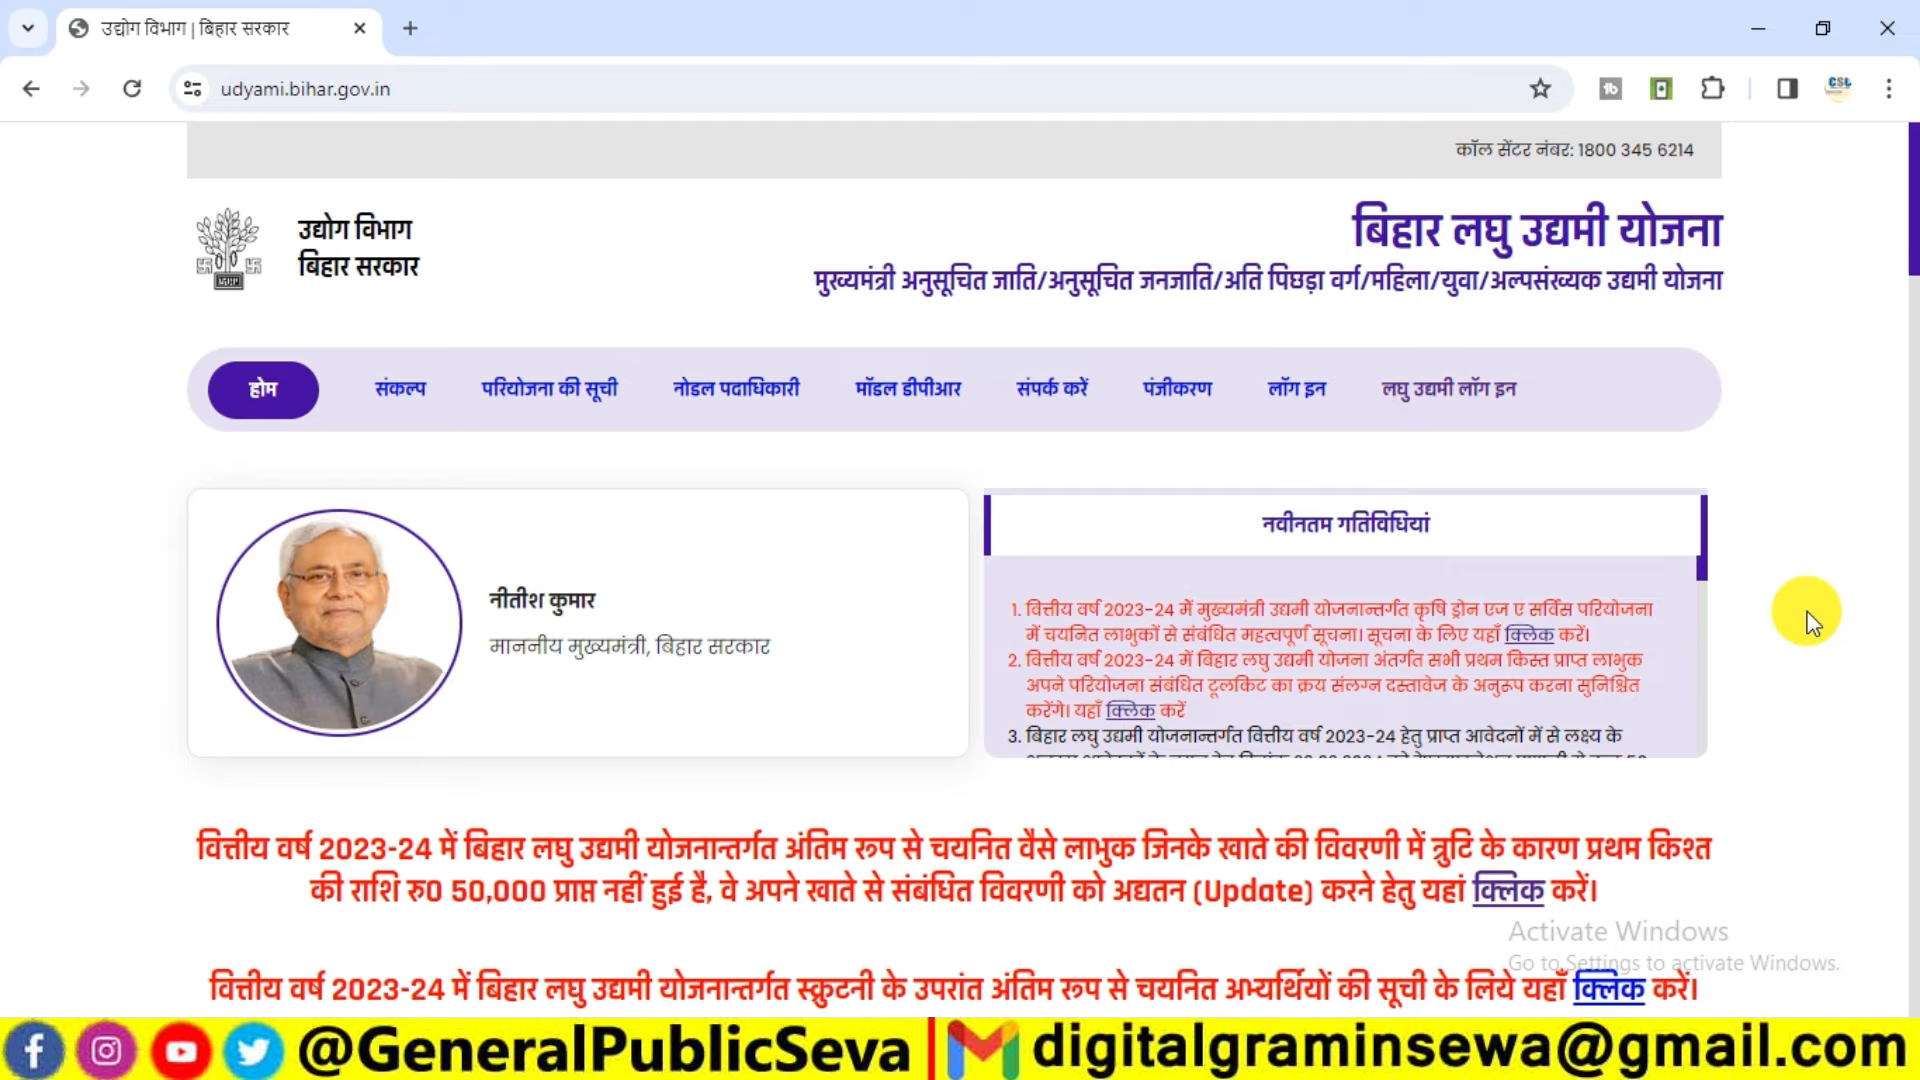 उद्योग विभाग | बिहार सरकार
udyami.bihar.gov.in
कॉल सेंटर नंबर: 1800 345 6214
उद्योग विभाग
बिहार सरकार
बिहार लघु उद्यमी योजना
मुख्यमंत्री अनुसूचित जाति/अनुसूचित जनजाति/अति पिछड़ा वर्ग/महिला/युवा/अल्पसंख्यक उद्यमी योजना
होम संकल्प परियोजना की सूची नोडल पदाधिकारी मॉडल डीपीआर संपर्क करें पंजीकरण लॉग इन लघु उद्यमी लॉग इन
नीतीश कुमार
माननीय मुख्यमंत्री, बिहार सरकार
नवीनतम गतिविधियां
1. वित्तीय वर्ष 2023-24 में मुख्यमंत्री उद्यमी योजनान्तर्गत कृषि ड्रोन एज ए सर्विस परियोजना
में चयनित लाभुकों से संबंधित महत्वपूर्ण सूचना। सूचना के लिए यहाँ क्लिक करें।
2. वित्तीय वर्ष 2023-24 में बिहार लघु उद्यमी योजना अंतर्गत सभी प्रथम किस्त प्राप्त लाभुक
अपने परियोजना संबंधित टूलकिट का क्रय संलग्न दस्तावेज के अनुरूप करना सुनिश्चित
करेंगे। यहाँ क्लिक करें
3. बिहार लघु उद्यमी योजनान्तर्गत वित्तीय वर्ष 2023-24 हेतु प्राप्त आवेदनों में से लक्ष्य के
वित्तीय वर्ष 2023-24 में बिहार लघु उद्यमी योजनान्तर्गत अंतिम रूप से चयनित वैसे लाभुक जिनके खाते की विवरणी में त्रुटि के कारण प्रथम किश्त
की राशि रु0 50,000 प्राप्त नहीं हुई है, वे अपने खाते से संबंधित विवरणी को अद्यतन (Update) करने हेतु यहां क्लिक करें।
Activate Windows
Go to Settings to activate Windows.
वित्तीय वर्ष 2023-24 में बिहार लघु उद्यमी योजनान्तर्गत स्क्रुटनी के उपरांत अंतिम रूप से चयनित अभ्यर्थियों की सूची के लिये यहाँ क्लिक करें।
@GeneralPublicSeva digitalgraminsewa@gmail.com